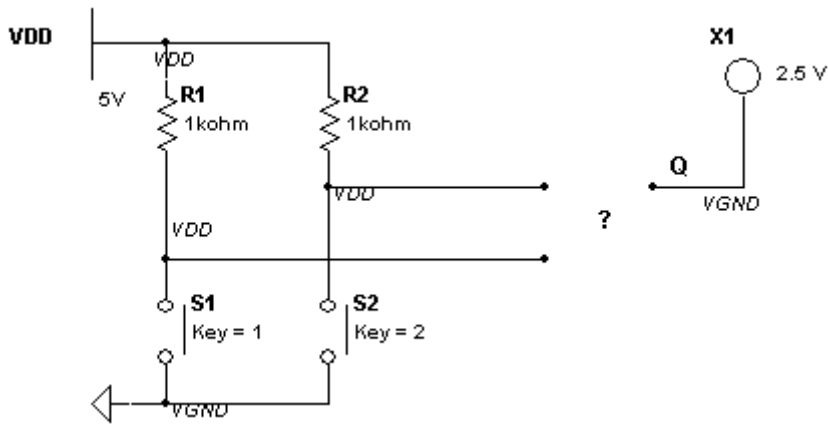 VDD
VDD
5V
R1
1kohm
R2
1kohm
X1
2.5 V
VDD
VDD
Q
VGND
?
S1
Key = 1
S2
Key = 2
VGND